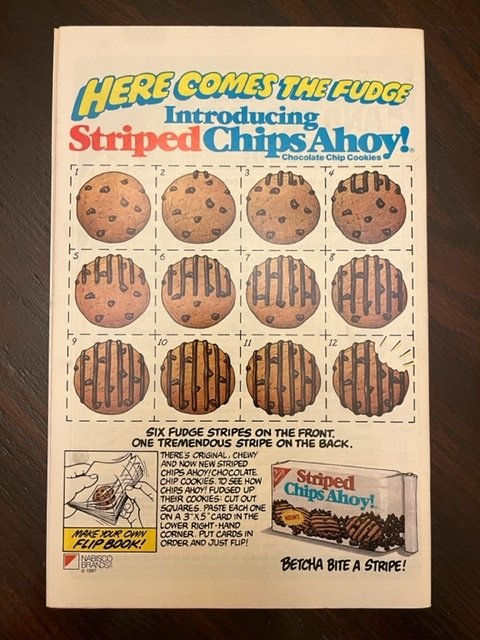 HERE COMES THE FUDGE
Introducing
Striped Chips Ahoy!®
Chocolate Chip Cookies
1 2 3 4
5 6 7 8
9 10 11 12
SIX FUDGE STRIPES ON THE FRONT.
ONE TREMENDOUS STRIPE ON THE BACK.
THERE'S ORIGINAL, CHEWY
AND NOW NEW STRIPED
CHIPS AHOY! CHOCOLATE
CHIP COOKIES. TO SEE HOW
CHIPS AHOY! FUDGED UP
THEIR COOKIES: CUT OUT
SQUARES. PASTE EACH ONE
ON A 3"X 5" CARD IN THE
LOWER RIGHT-HAND
CORNER. PUT CARDS IN
ORDER AND JUST FLIP!
MAKE YOUR OWN
FLIP BOOK!
NABISCO
BRANDS
© 1987
Striped
Chips Ahoy!
NEW!
BETCHA BITE A STRIPE!